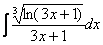 ∫ ∛ln(3x+1) / 3x+1 dx